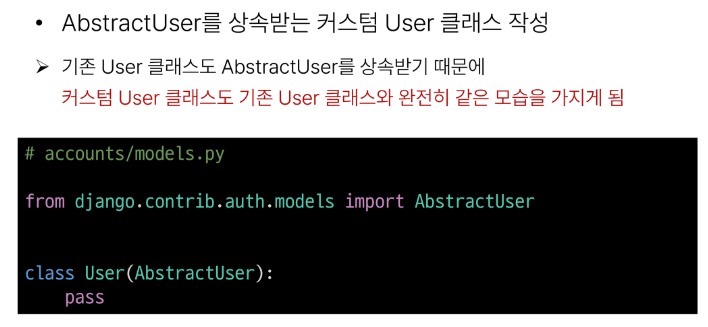 • AbstractUser를 상속받는 커스텀 User 클래스 작성
➢ 기존 User 클래스도 AbstractUser를 상속받기 때문에
커스텀 User 클래스도 기존 User 클래스와 완전히 같은 모습을 가지게 됨
# accounts/models.py
from django.contrib.auth.models import AbstractUser
class User(AbstractUser):
    pass